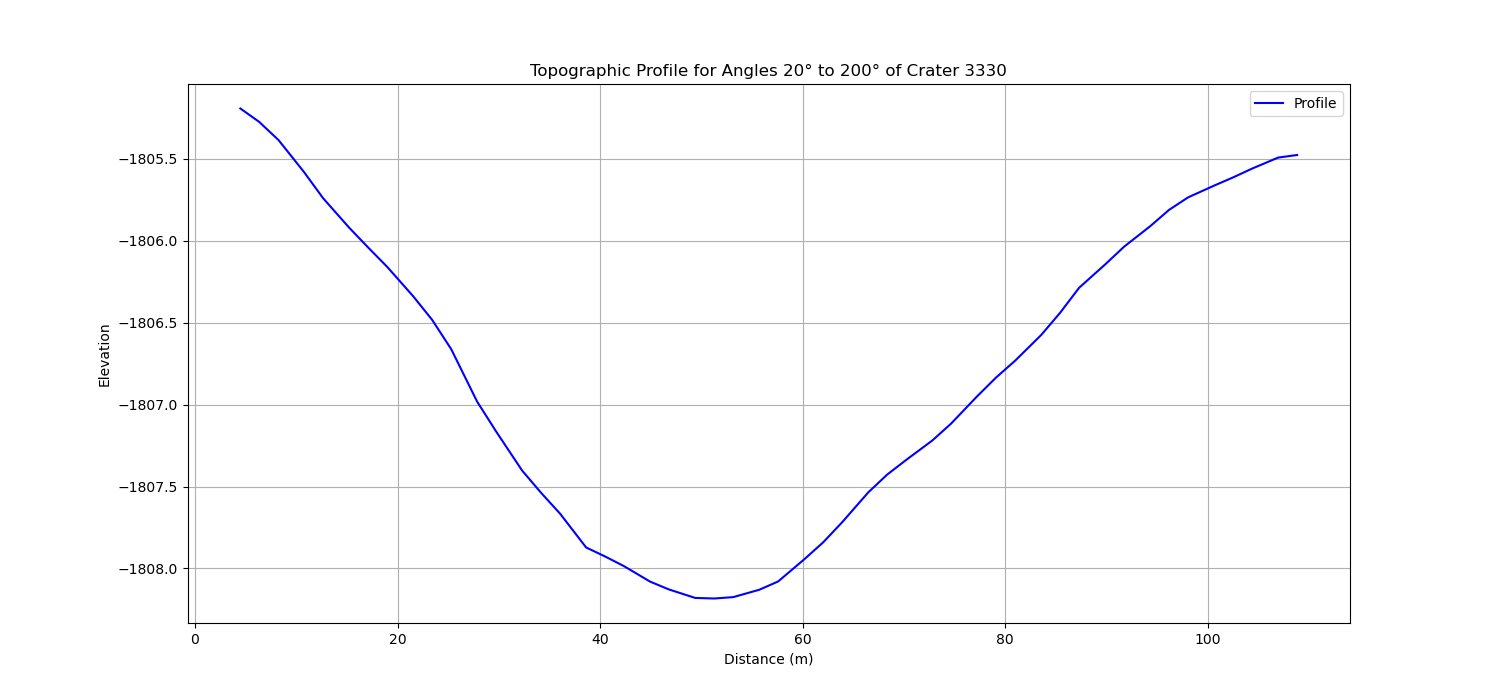 Topographic Profile for Angles 20° to 200° of Crater 3330
Profile
Elevation
−1805.5
−1806.0
−1806.5
−1807.0
−1807.5
−1808.0
0 20 40 60 80 100
Distance (m)